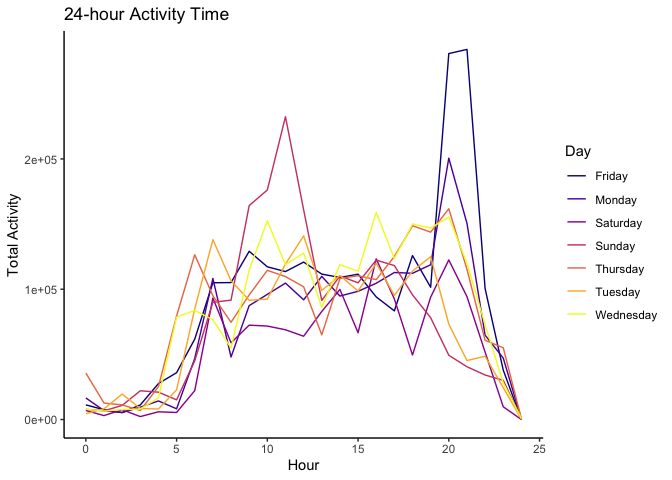 24-hour Activity Time
Total Activity
2e+05
1e+05
0e+00
0 5 10 15 20 25
Hour
Day
Friday
Monday
Saturday
Sunday
Thursday
Tuesday
Wednesday